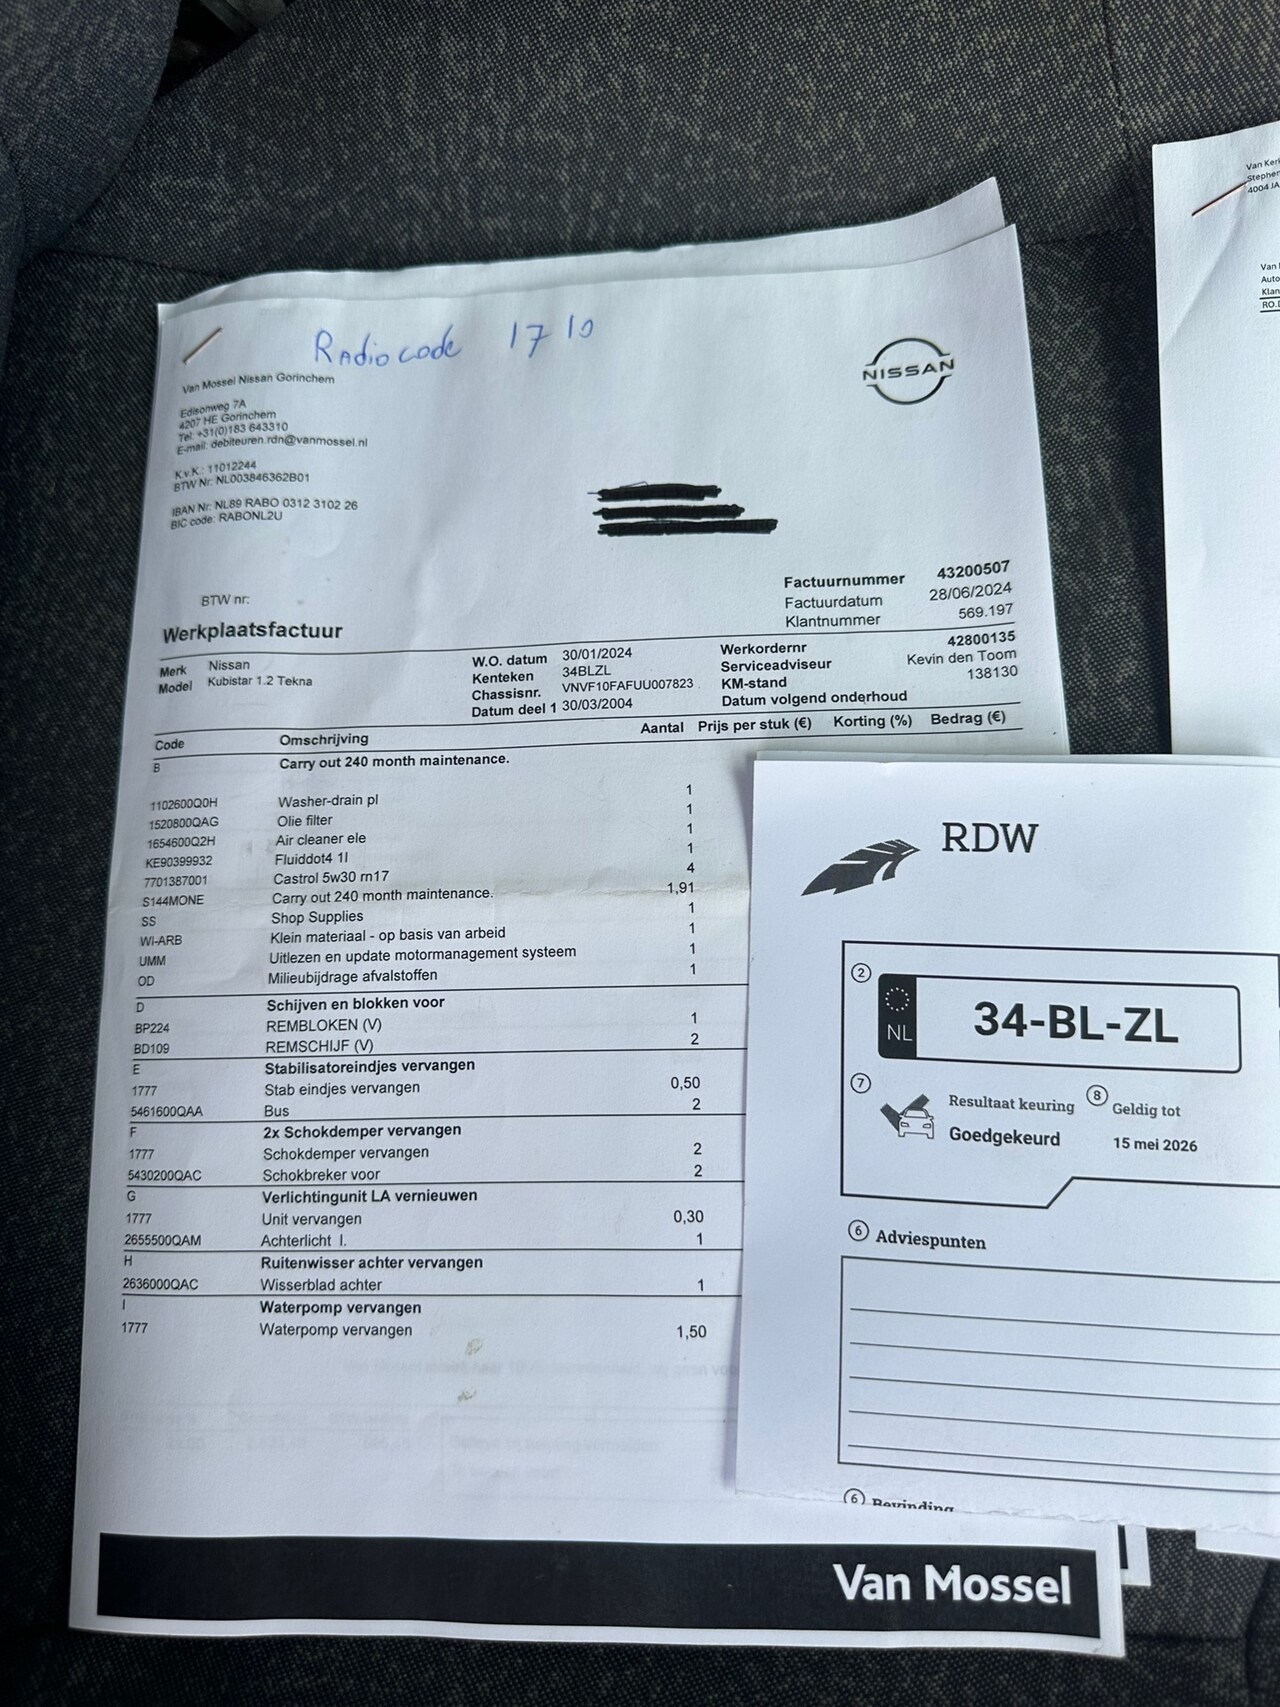 Radiocode 1710
NISSAN
Van Mossel Nissan Gorinchem
Edisonweg 7A
4207 HE Gorinchem
Tel: +31(0)183 643310
E-mail: debiteuren.rdn@vanmossel.nl
K.v.K.: 11012244
BTW Nr: NL003846362B01
IBAN Nr: NL89 RABO 0312 3102 26
BIC code: RABONL2U
BTW nr:
Factuurnummer 43200507
Factuurdatum 28/06/2024
Klantnummer 569.197
Werkplaatsfactuur
Merk Nissan
Model Kubistar 1.2 Tekna
W.O. datum 30/01/2024
Kenteken 34BLZL
Chassisnr. VNVF10FAFUU007823
Datum deel 1 30/03/2004
Werkordernr 42800135
Serviceadviseur Kevin den Toom
KM-stand 138130
Datum volgend onderhoud
Code Omschrijving Aantal Prijs per stuk (€) Korting (%) Bedrag (€)
B Carry out 240 month maintenance.
1102600Q0H Washer-drain pl 1
1520800QAG Olie filter 1
1654600Q2H Air cleaner ele 1
KE90399932 Fluiddot4 1l 1
7701387001 Castrol 5w30 rn17 4
S144MONE Carry out 240 month maintenance. 1,91
SS Shop Supplies 1
WI-ARB Klein materiaal - op basis van arbeid 1
UMM Uitlezen en update motormanagement systeem 1
OD Milieubijdrage afvalstoffen 1
D Schijven en blokken voor
BP224 REMBLOKEN (V) 1
BD109 REMSCHIJF (V) 2
E Stabilisatoreindjes vervangen
1777 Stab eindjes vervangen 0,50
5461600QAA Bus 2
F 2x Schokdemper vervangen
1777 Schokdemper vervangen 2
5430200QAC Schokbreker voor 2
G Verlichtingunit LA vernieuwen
1777 Unit vervangen 0,30
2655500QAM Achterlicht l. 1
H Ruitenwisser achter vervangen
2636000QAC Wisserblad achter 1
I Waterpomp vervangen
1777 Waterpomp vervangen 1,50
Van Mossel
RDW
2
NL 34-BL-ZL
7 Resultaat keuring
Goedgekeurd
8 Geldig tot
15 mei 2026
6 Adviespunten
6 Bevinding
Van
Stephen
4004 JA
Van
Auto
Klan